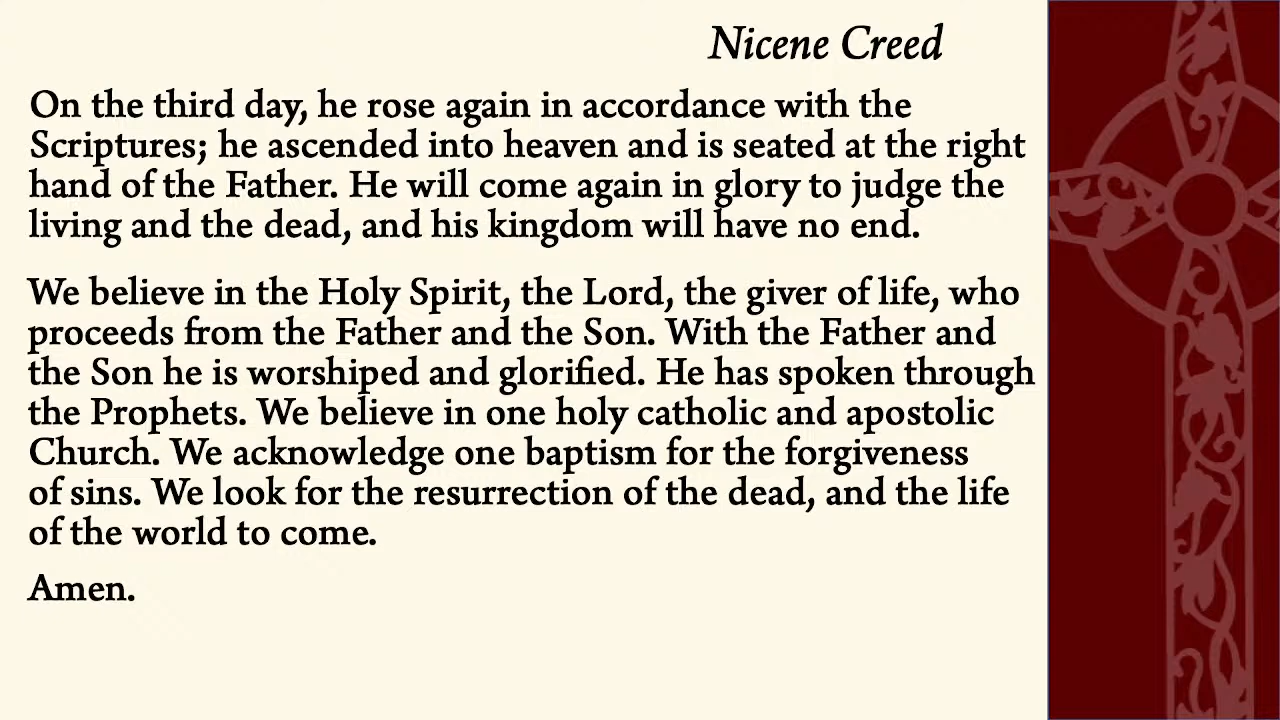 Nicene Creed
On the third day, he rose again in accordance with the
Scriptures; he ascended into heaven and is seated at the right
hand of the Father. He will come again in glory to judge the
living and the dead, and his kingdom will have no end.
We believe in the Holy Spirit, the Lord, the giver of life, who
proceeds from the Father and the Son. With the Father and
the Son he is worshiped and glorified. He has spoken through
the Prophets. We believe in one holy catholic and apostolic
Church. We acknowledge one baptism for the forgiveness
of sins. We look for the resurrection of the dead, and the life
of the world to come.
Amen.